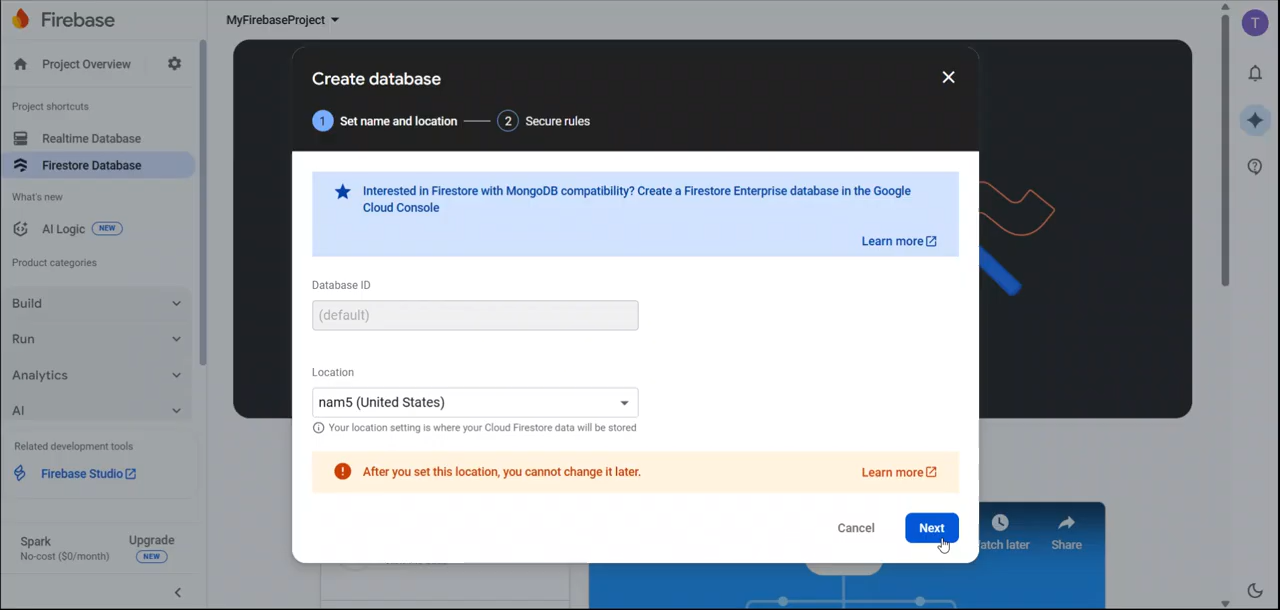 Firebase
MyFirebaseProject
T
Project Overview
Project shortcuts
Realtime Database
Firestore Database
What's new
AI Logic NEW
Product categories
Build
Run
Analytics
AI
Related development tools
Firebase Studio
Spark
No-cost ($0/month)
Upgrade
NEW
Create database
1 Set name and location
2 Secure rules
Interested in Firestore with MongoDB compatibility? Create a Firestore Enterprise database in the Google
Cloud Console
Learn more
Database ID
(default)
Location
nam5 (United States)
Your location setting is where your Cloud Firestore data will be stored
After you set this location, you cannot change it later.
Learn more
Cancel
Next
later
Share